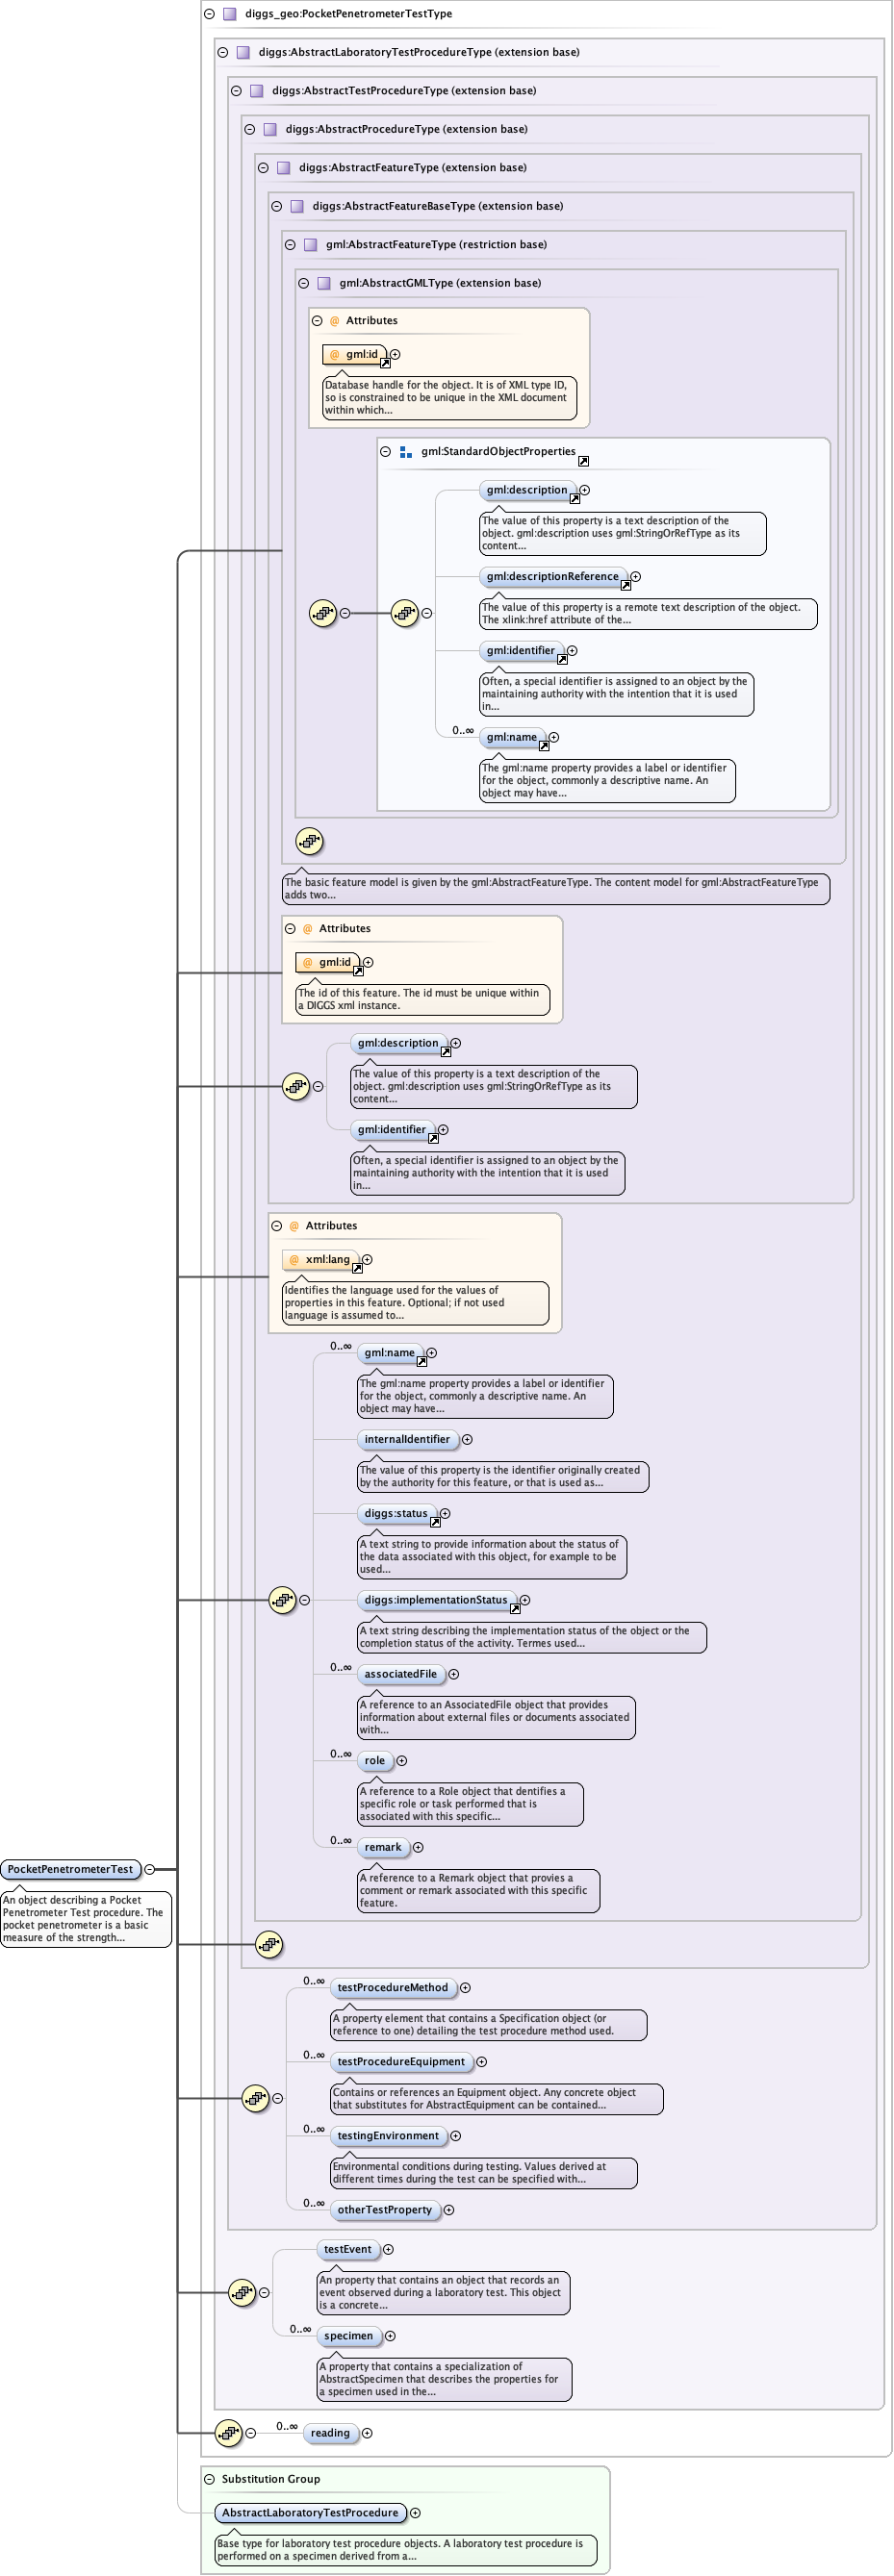 diggs_geo:PocketPenetrometerTestType
diggs:AbstractLaboratoryTestProcedureType (extension base)
diggs:AbstractTestProcedureType (extension base)
diggs:AbstractProcedureType (extension base)
diggs:AbstractFeatureType (extension base)
diggs:AbstractFeatureBaseType (extension base)
gml:AbstractFeatureType (restriction base)
gml:AbstractGMLType (extension base)
@ Attributes
@ gml:id
Database handle for the object. It is of XML type ID,
so is constrained to be unique in the XML document
within which...
gml:StandardObjectProperties
gml:description
The value of this property is a text description of the
object. gml:description uses gml:StringOrRefType as its
content...
gml:descriptionReference
The value of this property is a remote text description of the object.
The xlink:href attribute of the...
gml:identifier
Often, a special identifier is assigned to an object by the
maintaining authority with the intention that it is used
in...
0..∞
gml:name
The gml:name property provides a label or identifier
for the object, commonly a descriptive name. An
object may have...
The basic feature model is given by the gml:AbstractFeatureType. The content model for gml:AbstractFeatureType
adds two...
@ Attributes
@ gml:id
The id of this feature. The id must be unique within
a DIGGS xml instance.
gml:description
The value of this property is a text description of the
object. gml:description uses gml:StringOrRefType as its
content...
gml:identifier
Often, a special identifier is assigned to an object by the
maintaining authority with the intention that it is used
in...
@ Attributes
@ xml:lang
Identifies the language used for the values of
properties in this feature. Optional; if not used
language is assumed to...
0..∞
gml:name
The gml:name property provides a label or identifier
for the object, commonly a descriptive name. An
object may have...
internalIdentifier
The value of this property is the identifier originally created
by the authority for this feature, or that is used as...
diggs:status
A text string to provide information about the status of
the data associated with this object, for example to be
used...
diggs:implementationStatus
A text string describing the implementation status of the object or the
completion status of the activity. Termes used...
0..∞
associatedFile
A reference to an AssociatedFile object that provides
information about external files or documents associated
with...
0..∞
role
A reference to a Role object that dentifies a
specific role or task performed that is
associated with this specific...
0..∞
remark
A reference to a Remark object that provies a
comment or remark associated with this specific
feature.
PocketPenetrometerTest
An object describing a Pocket
Penetrometer Test procedure. The
pocket penetrometer is a basic
measure of the strength...
0..∞
testProcedureMethod
A property element that contains a Specification object (or
reference to one) detailing the test procedure method used.
0..∞
testProcedureEquipment
Contains or references an Equipment object. Any concrete object
that substitutes for AbstractEquipment can be contained...
0..∞
testingEnvironment
Environmental conditions during testing. Values derived at
different times during the test can be specified with...
0..∞
otherTestProperty
testEvent
An property that contains an object that records an
event observed during a laboratory test. This object
is a concrete...
0..∞
specimen
A property that contains a specialization of
AbstractSpecimen that describes the properties for
a specimen used in the...
0..∞
reading
Substitution Group
AbstractLaboratoryTestProcedure
Base type for laboratory test procedure objects. A laboratory test procedure is
performed on a specimen derived from a...